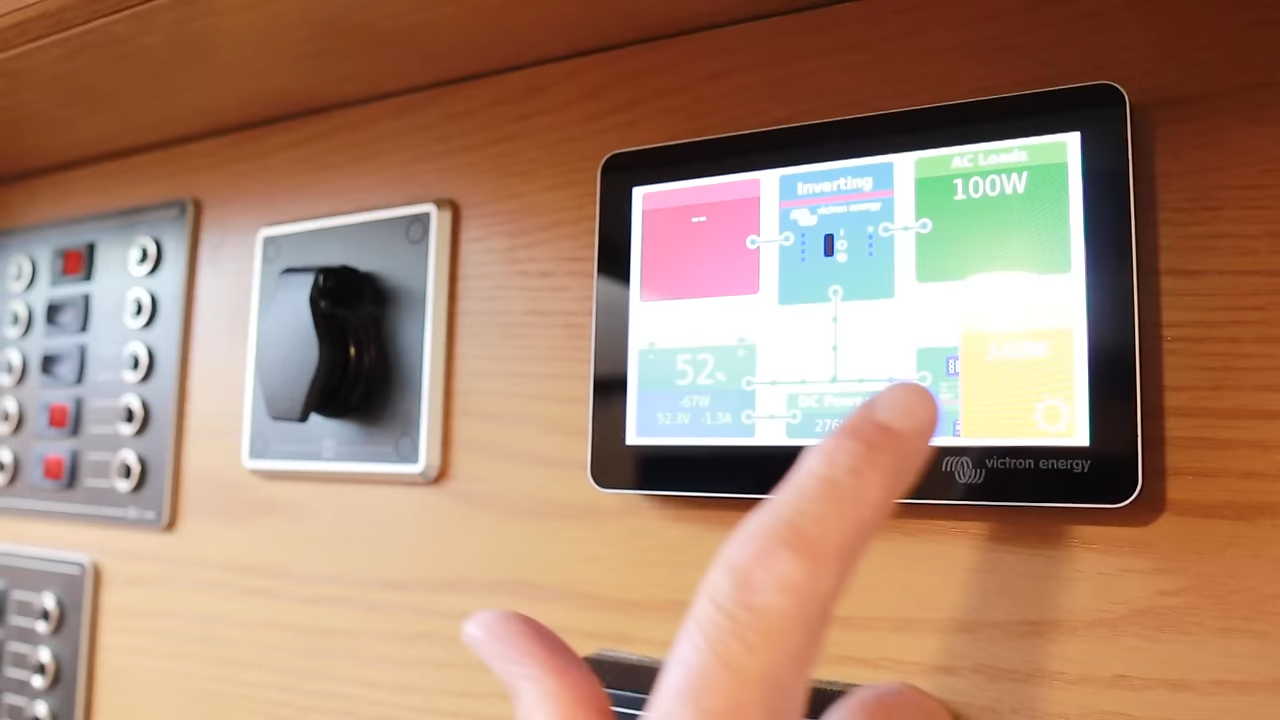 --
Inverting
victron energy
AC Loads
100W
52%
-67W
52.3V -1.3A
DC Power
276
victron energy